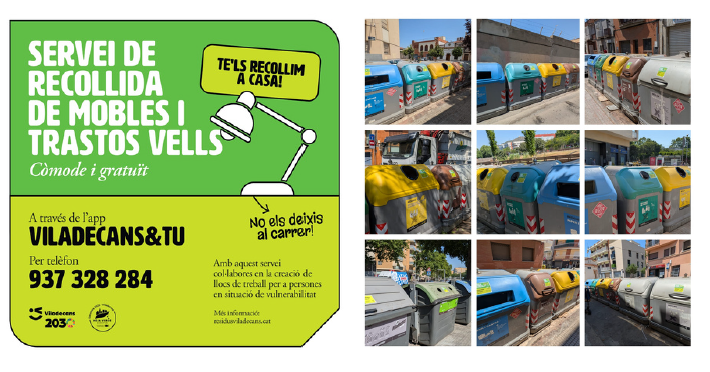 SERVEI DE
RECOLLIDA
DE MOBLES I
TRASTOS VELLS
Còmode i gratuït
TE'LS RECOLLIM
A CASA!
No els deixis
al carrer!
A través de l'app
VILADECANS&TU
Per telèfon
937 328 284
Amb aquest servei
col·labores en la creació de
llocs de treball per a persones
en situació de vulnerabilitat
Més informació:
residusviladecans.cat
Viladecans
2030